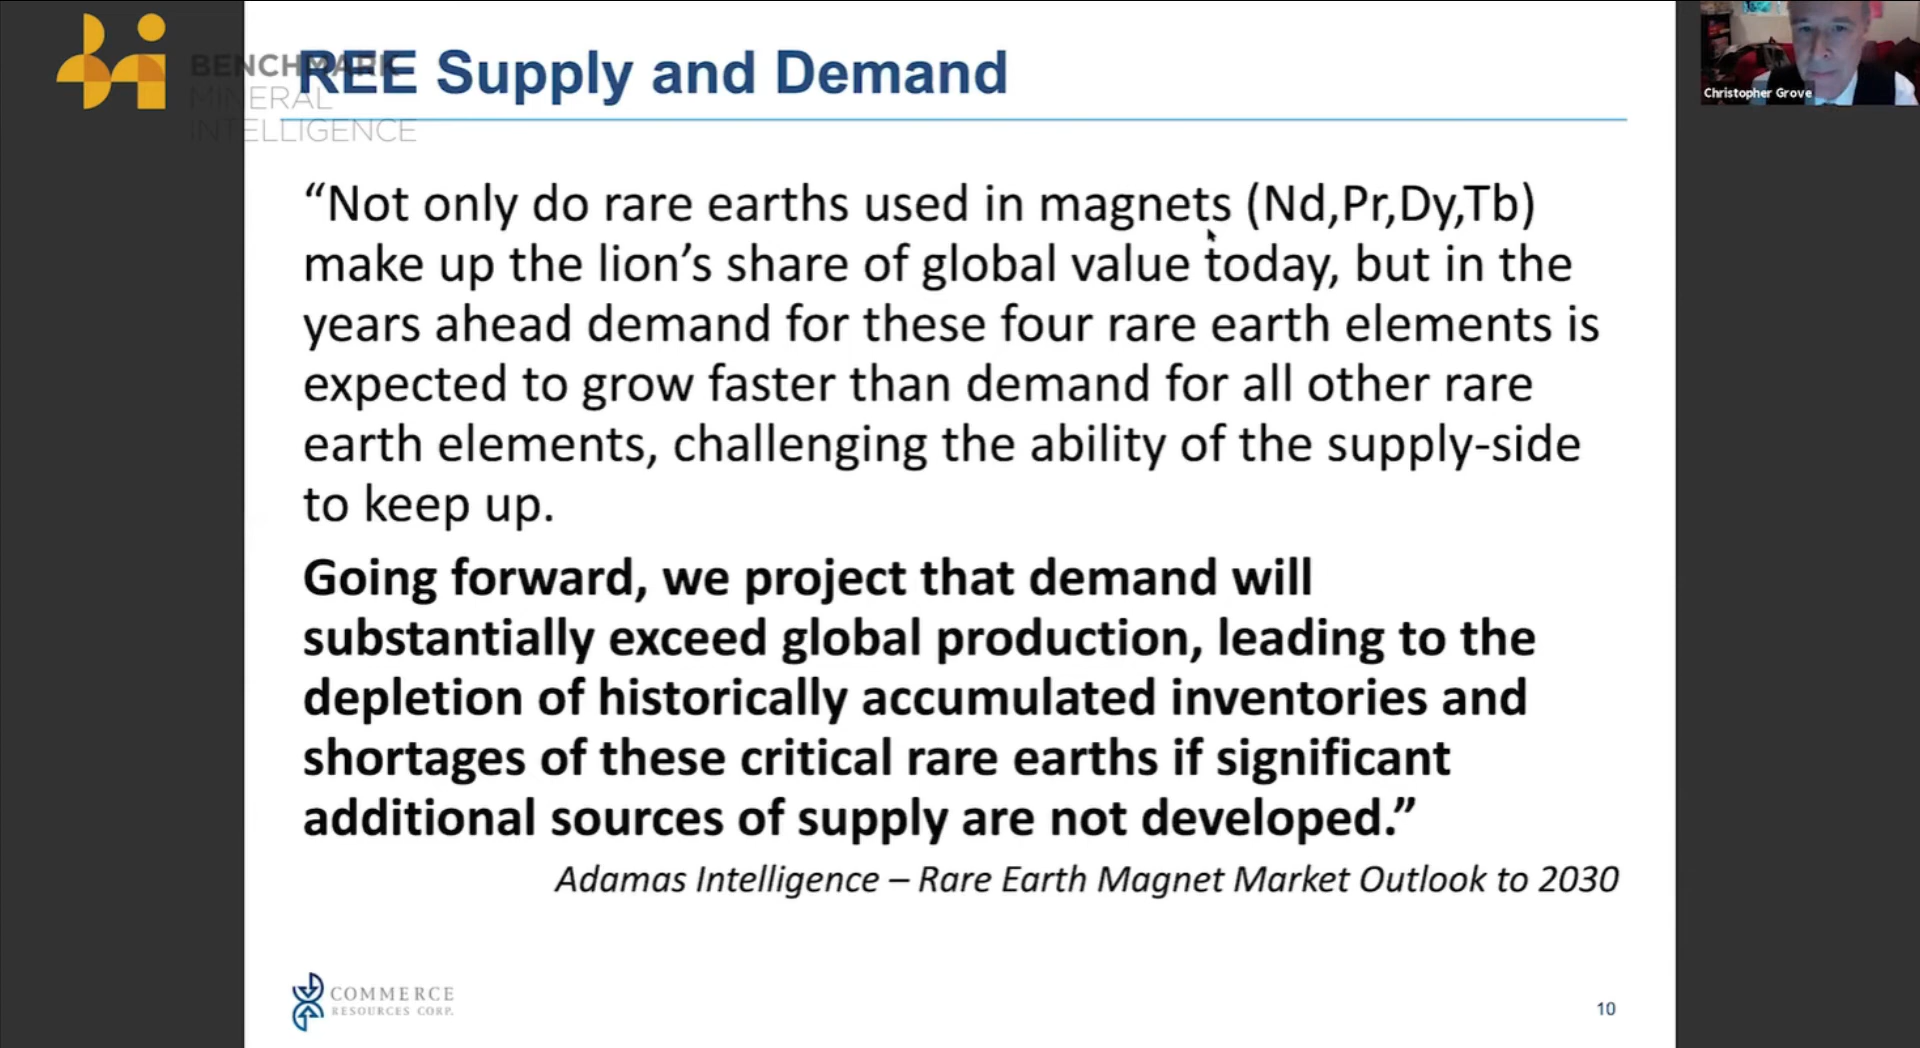 BENCHMARK
MINERAL
INTELLIGENCE
REE Supply and Demand
Christopher Grove
“Not only do rare earths used in magnets (Nd,Pr,Dy,Tb)
make up the lion’s share of global value today, but in the
years ahead demand for these four rare earth elements is
expected to grow faster than demand for all other rare
earth elements, challenging the ability of the supply-side
to keep up.
Going forward, we project that demand will
substantially exceed global production, leading to the
depletion of historically accumulated inventories and
shortages of these critical rare earths if significant
additional sources of supply are not developed.”
Adamas Intelligence – Rare Earth Magnet Market Outlook to 2030
COMMERCE
RESOURCES CORP.
10